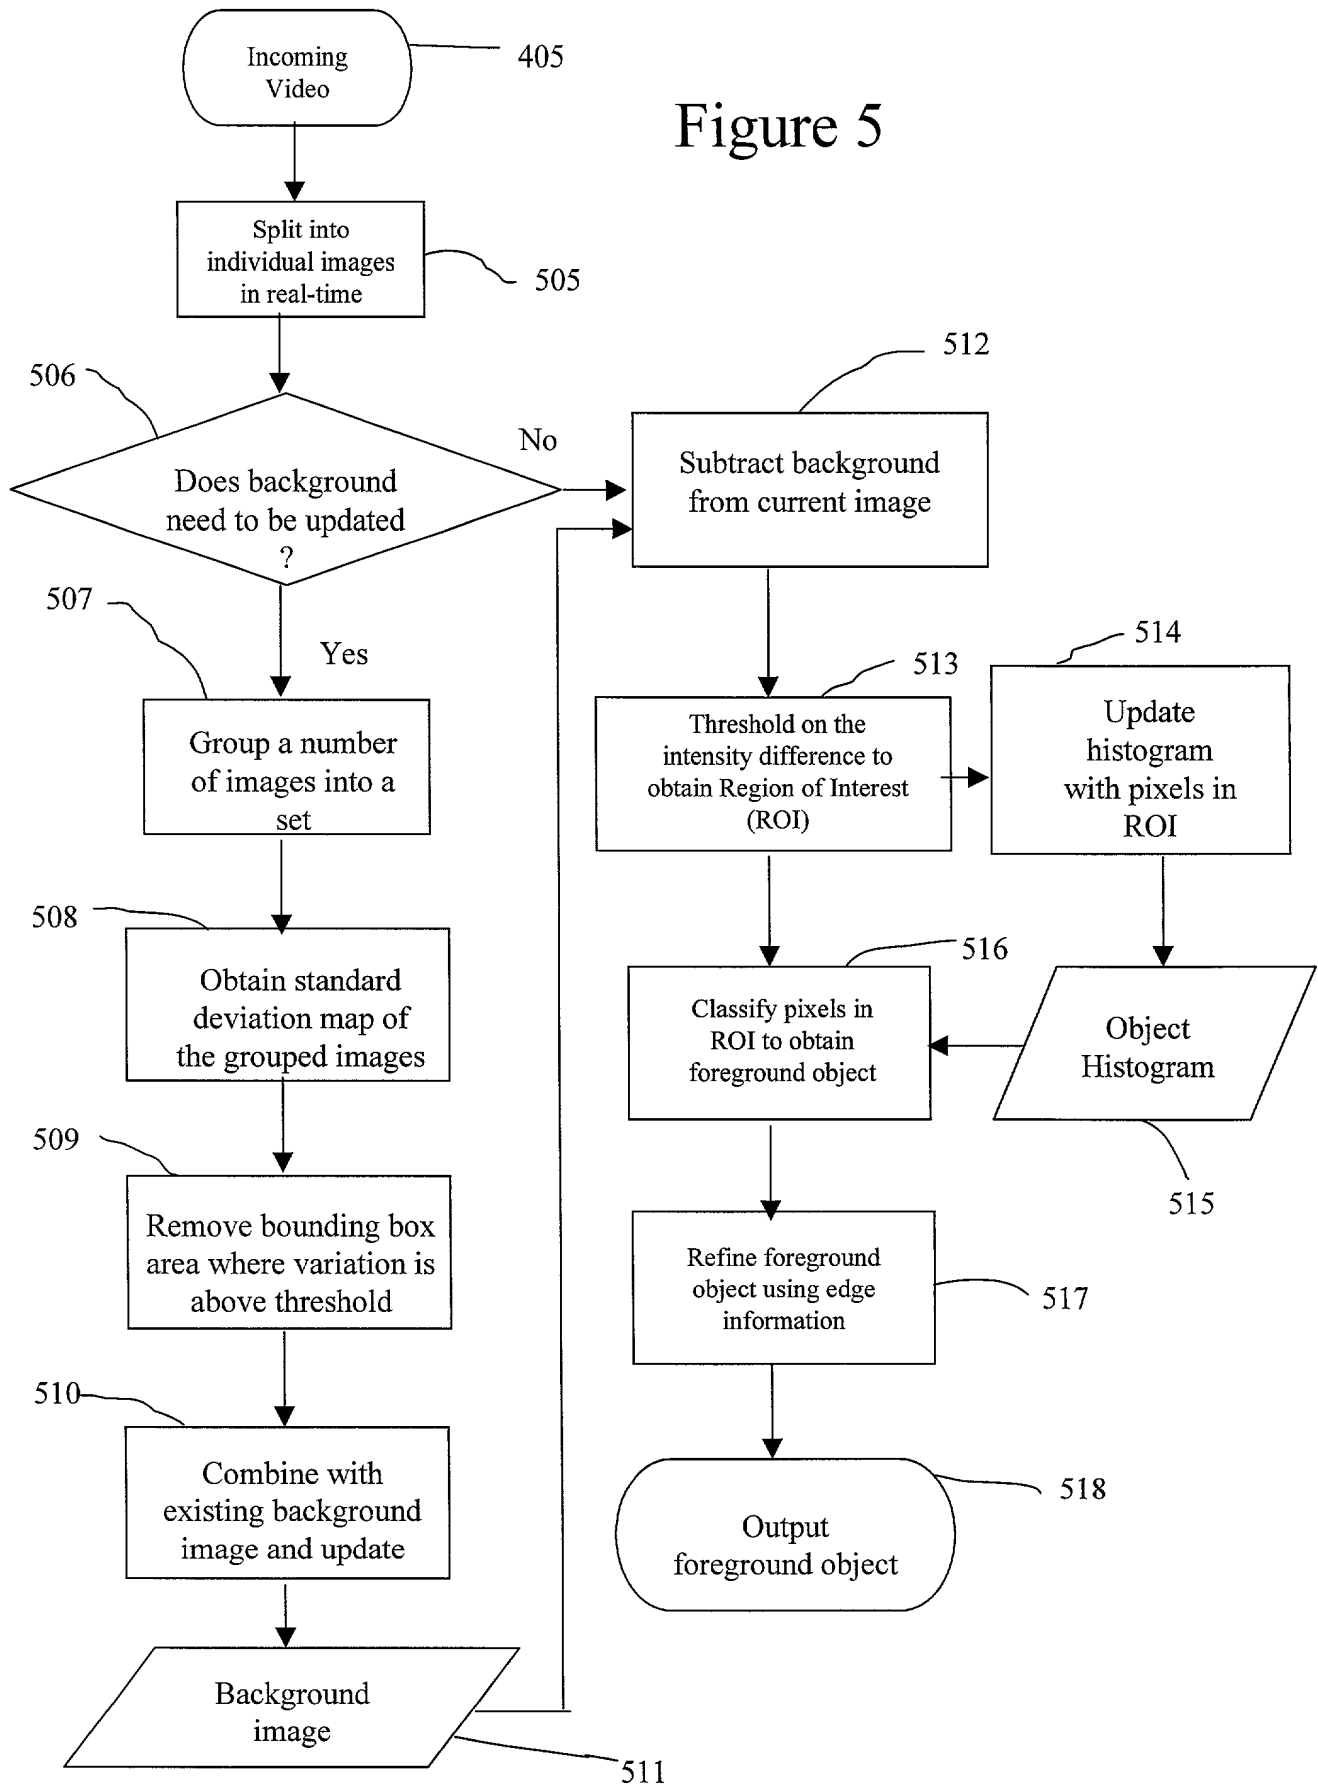 Incoming
Video
405
Figure 5
Split into
individual images
in real-time
505
506
Does background
need to be updated
?
No
Yes
507
Group a number
of images into a
set
508
Obtain standard
deviation map of
the grouped images
509
Remove bounding box
area where variation is
above threshold
510
Combine with
existing background
image and update
Background
image
511
512
Subtract background
from current image
513
Threshold on the
intensity difference to
obtain Region of Interest
(ROI)
514
Update
histogram
with pixels in
ROI
Object
Histogram
515
516
Classify pixels in
ROI to obtain
foreground object
Refine foreground
object using edge
information
517
518
Output
foreground object